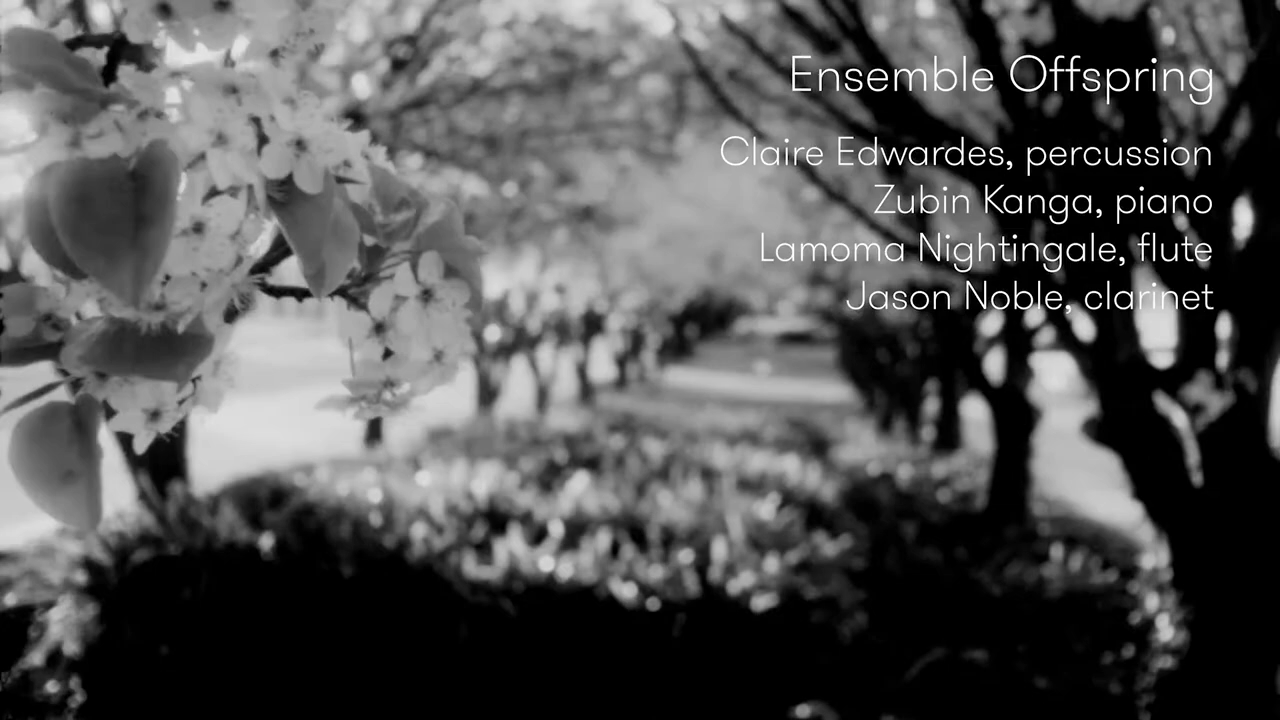 Ensemble Offspring
Claire Edwardes, percussion
Zubin Kanga, piano
Lamoma Nightingale, flute
Jason Noble, clarinet